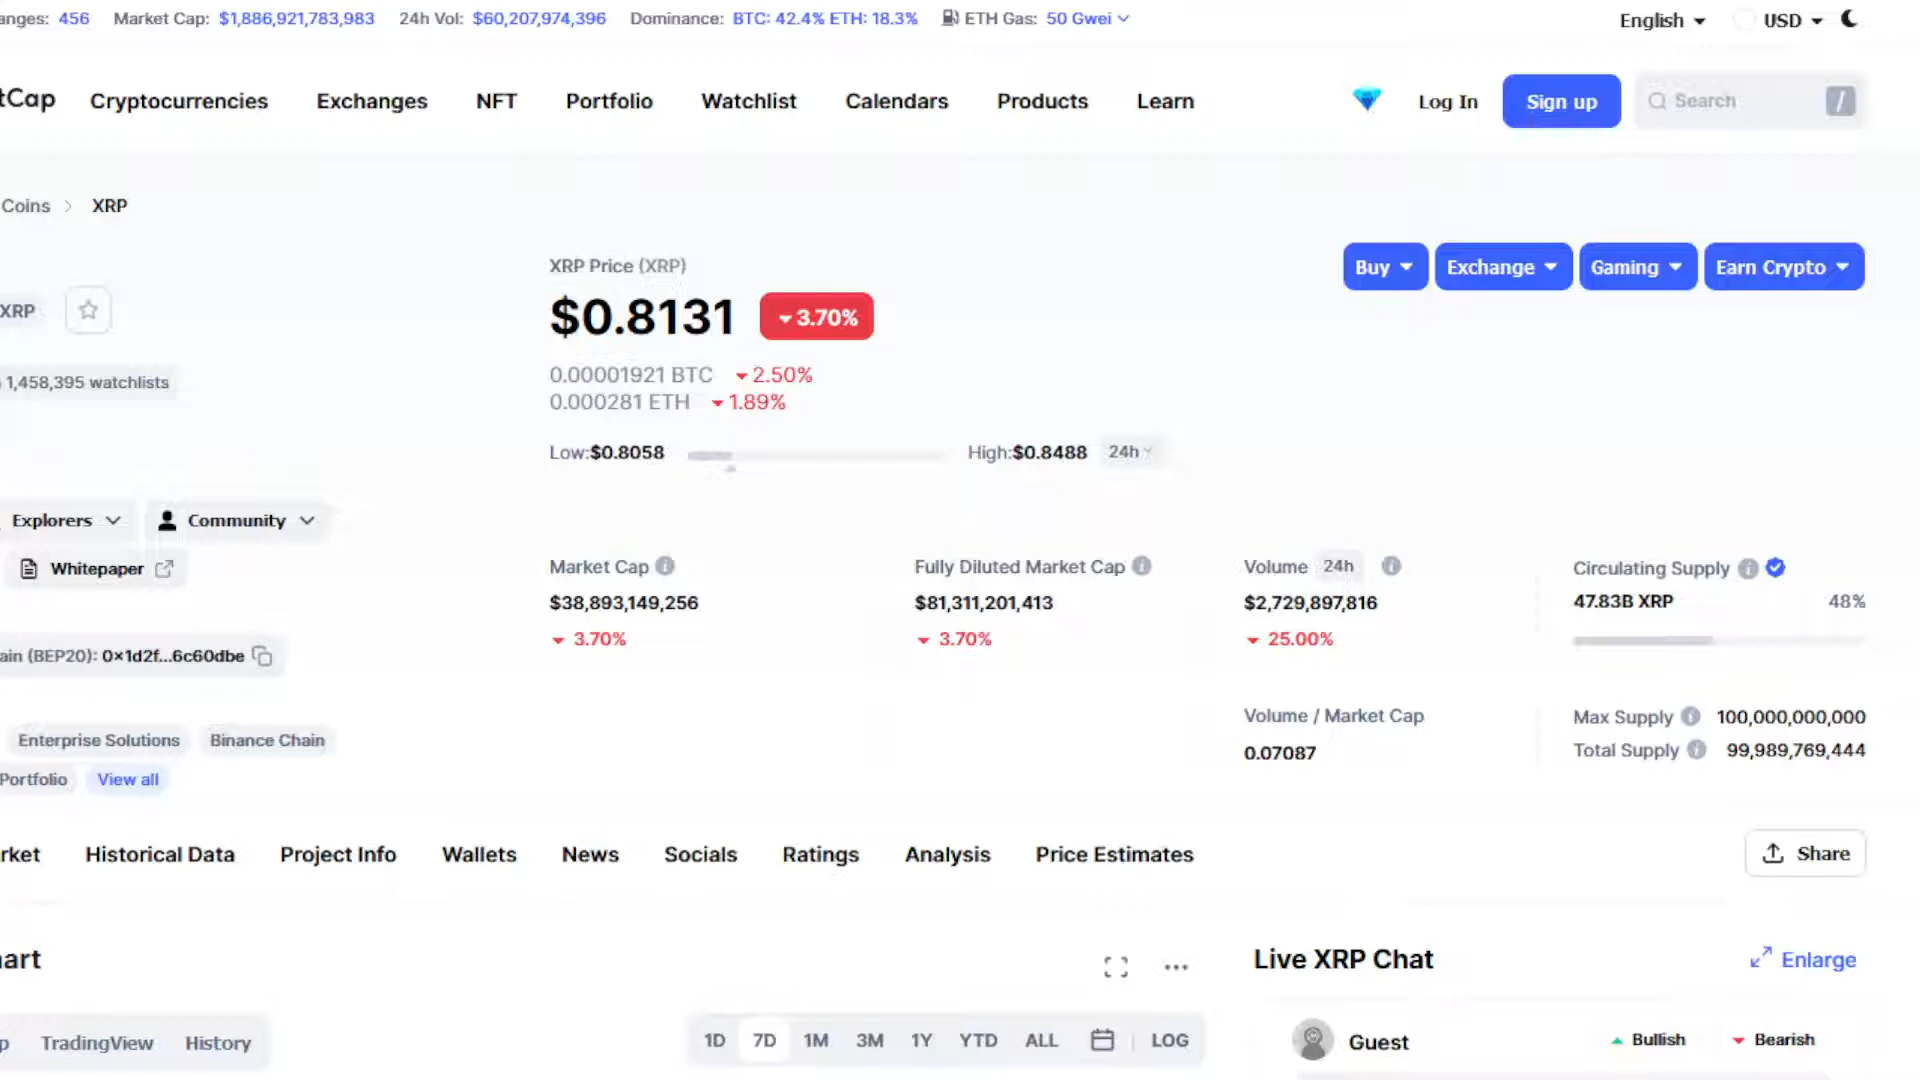 456 Market Cap: $1,886,921,783,983 24h Vol: $60,207,974,396 Dominance: BTC: 42.4% ETH: 18.3% ETH Gas: 50 Gwei English USD
tCap Cryptocurrencies Exchanges NFT Portfolio Watchlist Calendars Products Learn Log In Sign up Search /
Coins XRP
XRP Price (XRP) Buy Exchange Gaming Earn Crypto
XRP $0.8131 3.70%
1,458,395 watchlists 0.00001921 BTC 2.50%
0.000281 ETH 1.89%
Low:$0.8058 High:$0.8488 24h
Explorers Community
Whitepaper Market Cap Fully Diluted Market Cap Volume 24h Circulating Supply
$38,893,149,256 $81,311,201,413 $2,729,897,816 47.83B XRP 48%
3.70% 3.70% 25.00%
ain (BEP20): 0x1d2f...6c60dbe
Volume / Market Cap Max Supply 100,000,000,000
Enterprise Solutions Binance Chain 0.07087 Total Supply 99,989,769,444
Portfolio View all
rket Historical Data Project Info Wallets News Socials Ratings Analysis Price Estimates Share
art Live XRP Chat Enlarge
p TradingView History 1D 7D 1M 3M 1Y YTD ALL LOG Guest Bullish Bearish